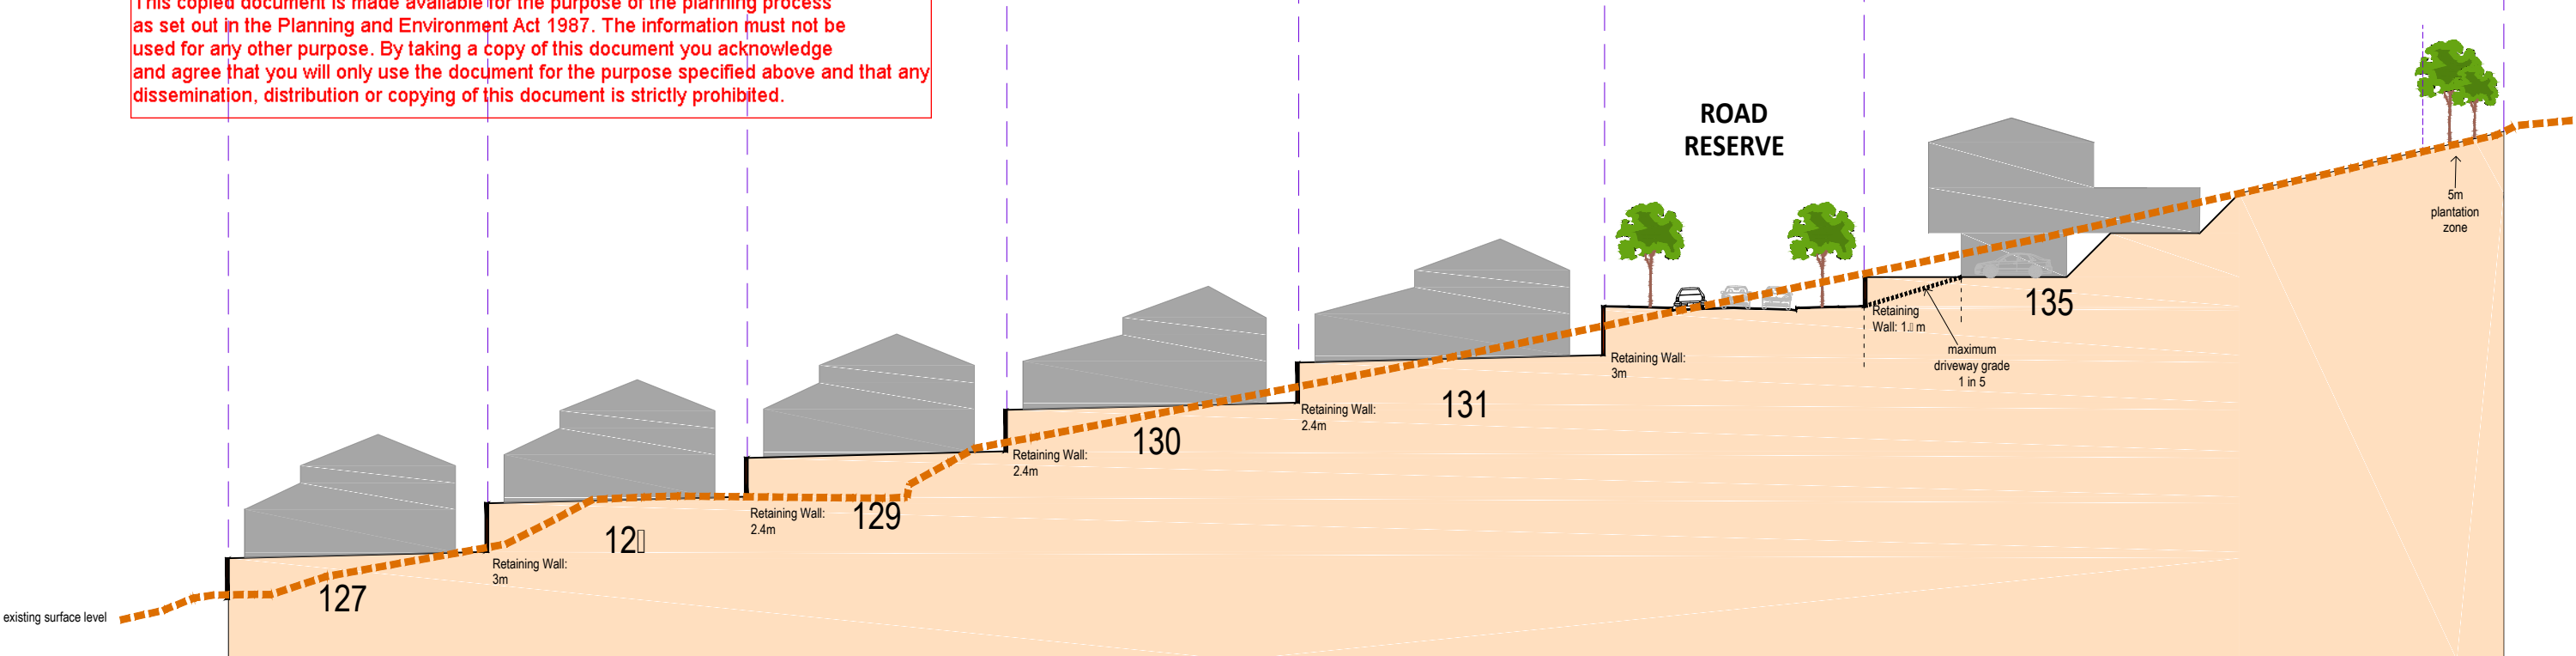 This copied document is made available for the purpose of the planning process
as set out in the Planning and Environment Act 1987. The information must not be
used for any other purpose. By taking a copy of this document you acknowledge
and agree that you will only use the document for the purpose specified above and that any
dissemination, distribution or copying of this document is strictly prohibited.
ROAD
RESERVE
5m
plantation
zone
135
Retaining
Wall: 1.▯ m
maximum
driveway grade
1 in 5
Retaining Wall:
3m
131
Retaining Wall:
2.4m
130
Retaining Wall:
2.4m
129
Retaining Wall:
2.4m
12▯
Retaining Wall:
3m
127
existing surface level